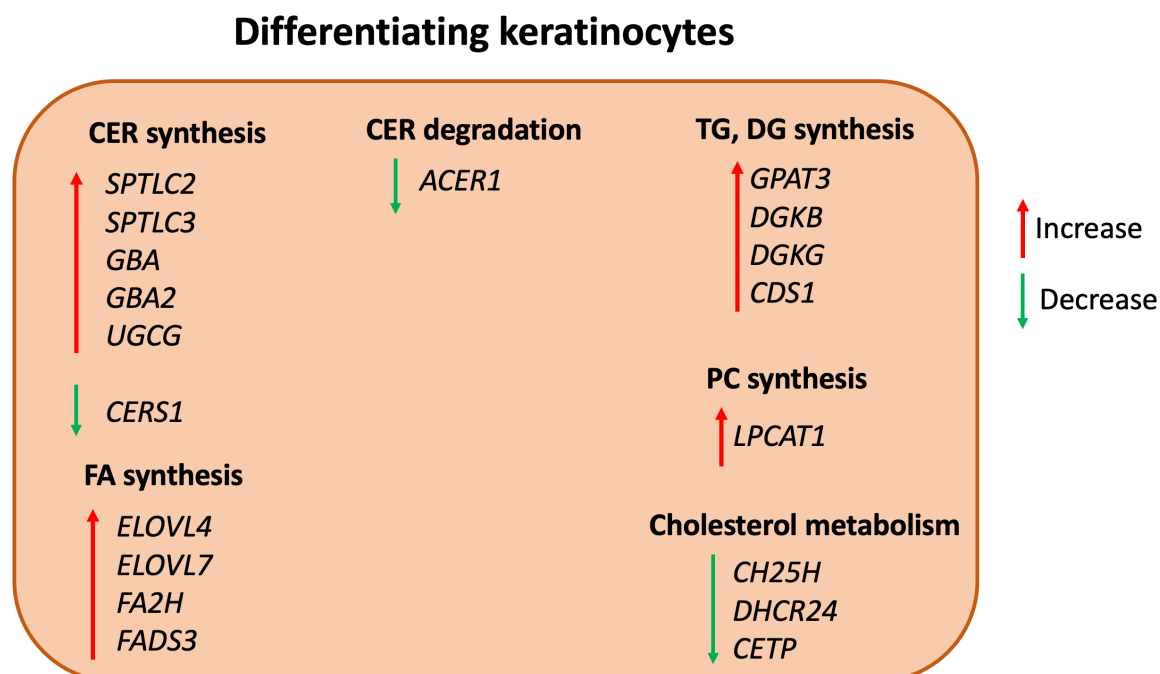 Differentiating keratinocytes
CER synthesis
SPTLC2
SPTLC3
GBA
GBA2
UGCG
CERS1
FA synthesis
ELOVL4
ELOVL7
FA2H
FADS3
CER degradation
ACER1
TG, DG synthesis
GPAT3
DGKB
DGKG
CDS1
PC synthesis
LPCAT1
Cholesterol metabolism
CH25H
DHCR24
CETP
Increase
Decrease